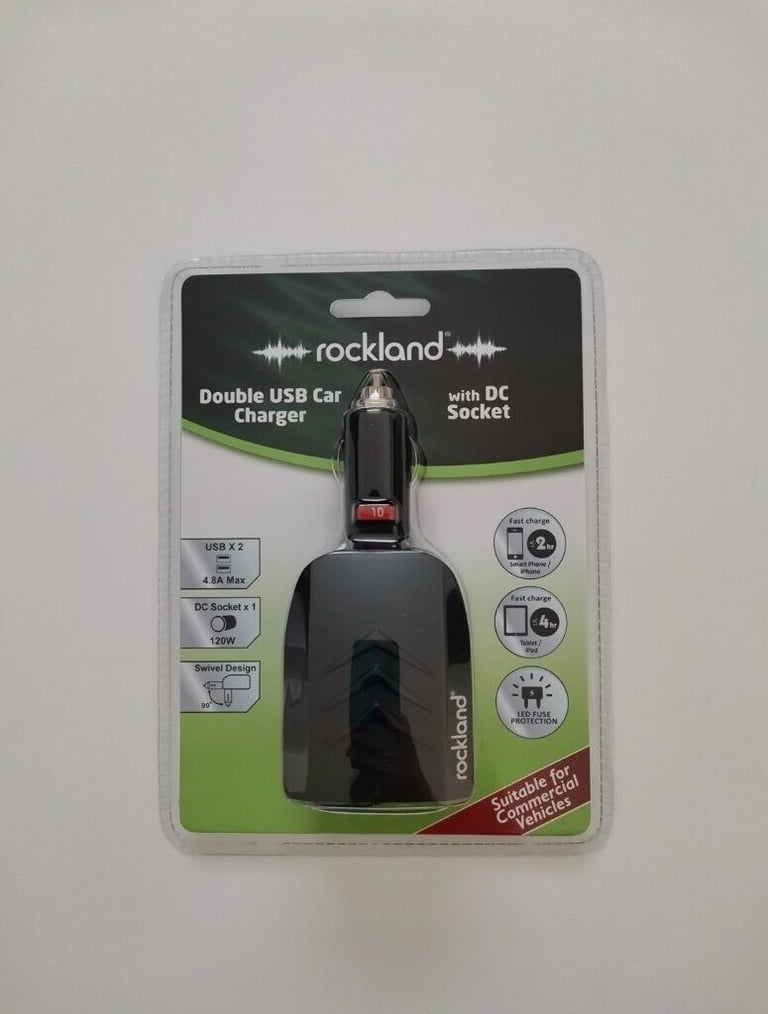 rockland®
Double USB Car
Charger
with DC
Socket
10
USB X 2
4.8A Max
DC Socket x 1
120W
Swivel Design
90°
Fast charge
≤2hr
Smart Phone /
iPhone
Fast charge
≤4hr
Tablet /
iPad
LED FUSE
PROTECTION
rockland®
Suitable for
Commercial
Vehicles